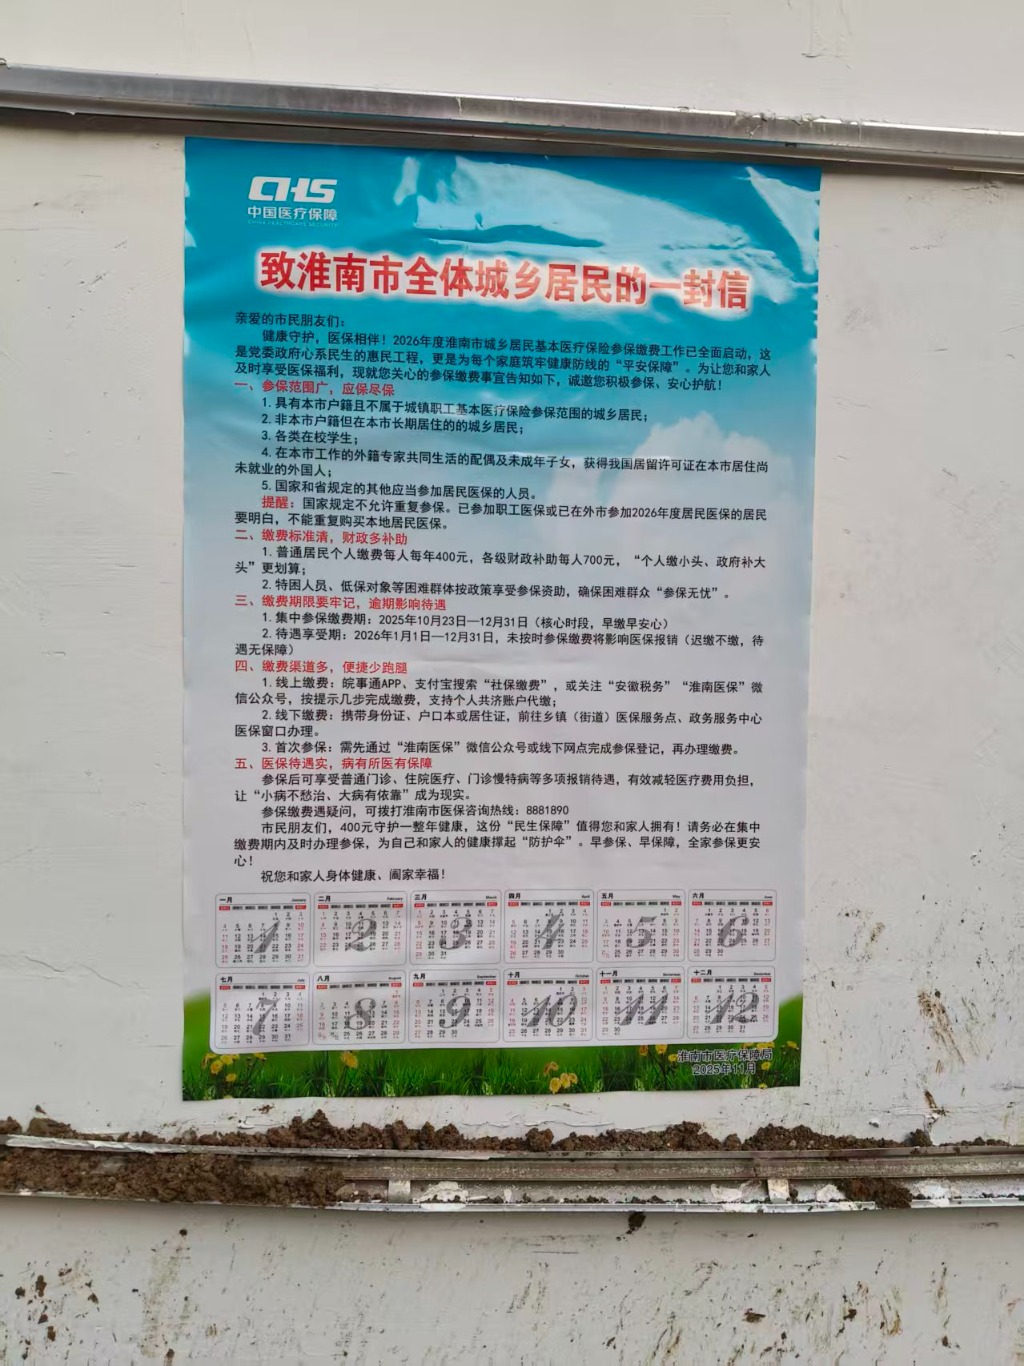 CHS
中国医疗保障
CHINA HEALTHCARE SECURITY
致淮南市全体城乡居民的一封信
亲爱的市民朋友们：
健康守护，医保相伴！2026年度淮南市城乡居民基本医疗保险参保缴费工作已全面启动，这
是党委政府心系民生的惠民工程，更是为每个家庭筑牢健康防线的“平安保障”。为让您和家人
及时享受医保福利，现就您关心的参保缴费事宜告知如下，诚邀您积极参保、安心护航！
一、参保范围广，应保尽保
1.具有本市户籍且不属于城镇职工基本医疗保险参保范围的城乡居民；
2.非本市户籍但在本市长期居住的的城乡居民；
3.各类在校学生；
4.在本市工作的外籍专家共同生活的配偶及未成年子女，获得我国居留许可证在本市居住尚
未就业的外国人；
5.国家和省规定的其他应当参加居民医保的人员。
提醒：国家规定不允许重复参保。已参加职工医保或已在外市参加2026年度居民医保的居民
要明白，不能重复购买本地居民医保。
二、缴费标准清，财政多补助
1.普通居民个人缴费每人每年400元，各级财政补助每人700元，“个人缴小头、政府补大
头”更划算；
2.特困人员、低保对象等困难群体按政策享受参保资助，确保困难群众“参保无忧”。
三、缴费期限要牢记，逾期影响待遇
1.集中参保缴费期：2025年10月23日—12月31日（核心时段，早缴早安心）
2.待遇享受期：2026年1月1日—12月31日，未按时参保缴费将影响医保报销（迟缴不缴，待
遇无保障）
四、缴费渠道多，便捷少跑腿
1.线上缴费：皖事通APP、支付宝搜索“社保缴费”，或关注“安徽税务”“淮南医保”微
信公众号，按提示几步完成缴费，支持个人共济账户代缴；
2.线下缴费：携带身份证、户口本或居住证，前往乡镇（街道）医保服务点、政务服务中心
医保窗口办理。
3.首次参保：需先通过“淮南医保”微信公众号或线下网点完成参保登记，再办理缴费。
五、医保待遇实，病有所医有保障
参保后可享受普通门诊、住院医疗、门诊慢特病等多项报销待遇，有效减轻医疗费用负担，
让“小病不愁治、大病有依靠”成为现实。
参保缴费遇疑问，可拨打淮南市医保咨询热线：8881890
市民朋友们，400元守护一整年健康，这份“民生保障”值得您和家人拥有！请务必在集中
缴费期内及时办理参保，为自己和家人的健康撑起“防护伞”。早参保、早保障，全家参保更安
心！
祝您和家人身体健康、阖家幸福！
一月 January 二月 February 三月 March 四月 April 五月 May 六月 June
1 2 3 4 5 6
七月 July 八月 August 九月 September 十月 October 十一月 十二月
7 8 9 10 11 12
淮南市医疗保障局
2025年11月